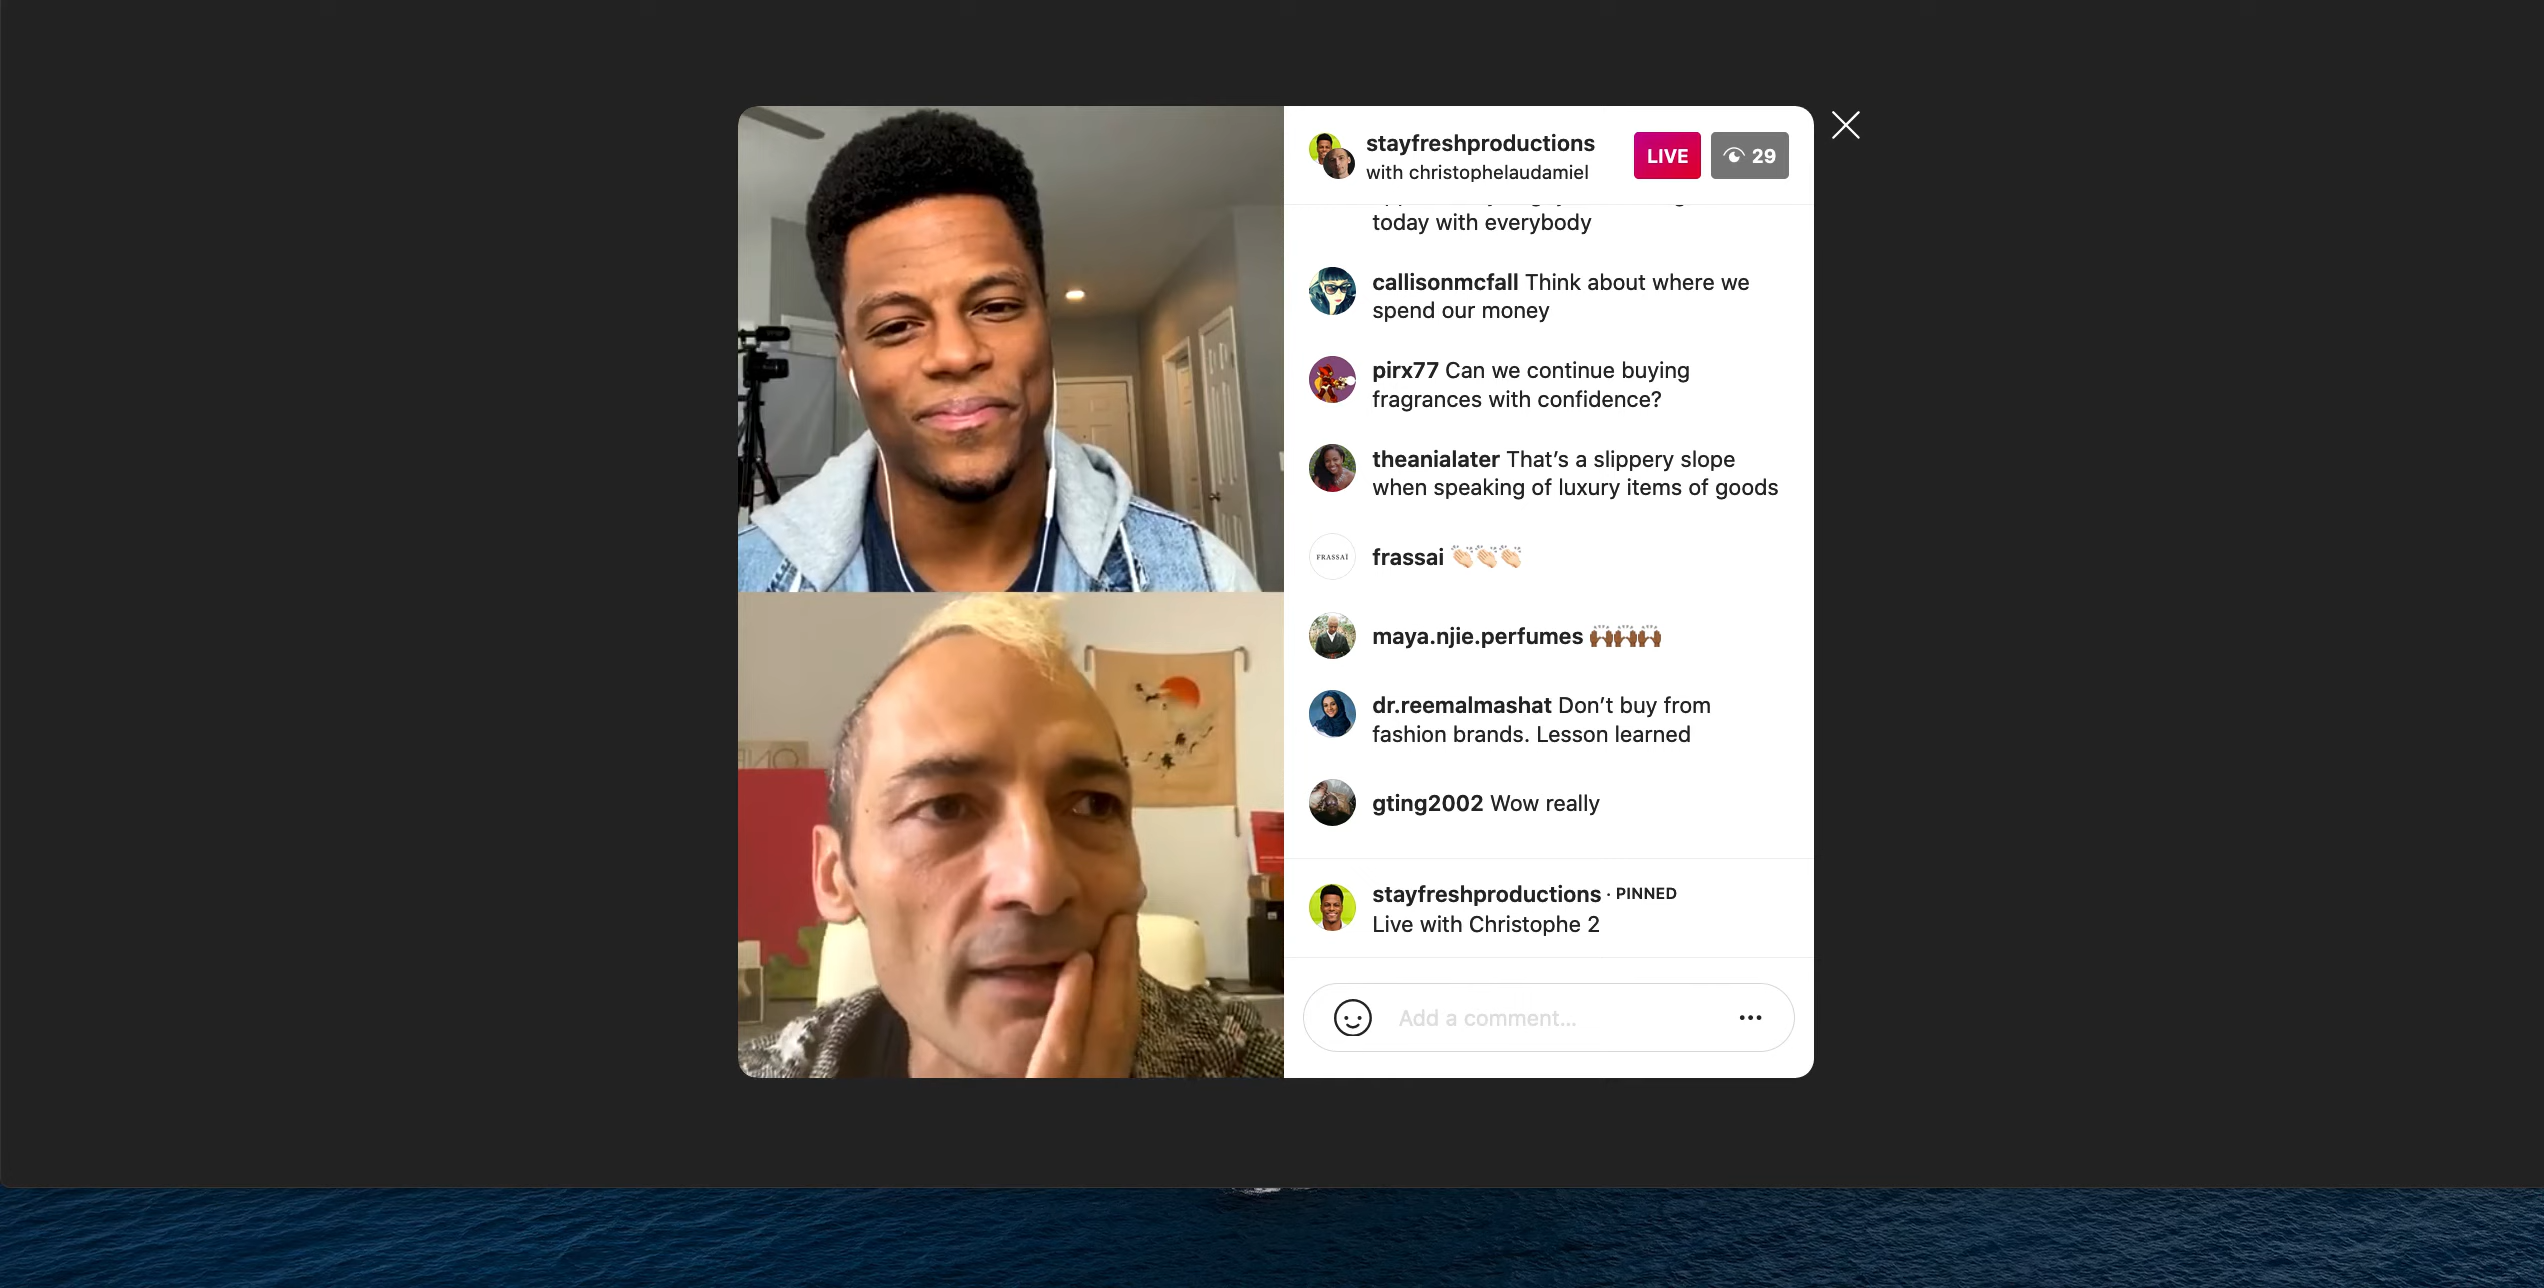 stayfreshproductions
with christophelaudamiel
LIVE
29
today with everybody
callisonmcfall Think about where we
spend our money
pirx77 Can we continue buying
fragrances with confidence?
theanialater That’s a slippery slope
when speaking of luxury items of goods
FRASSAÏ
frassai 👏🏻👏🏻👏🏻
maya.njie.perfumes 🙌🏾🙌🏾🙌🏾
dr.reemalmashat Don’t buy from
fashion brands. Lesson learned
gting2002 Wow really
stayfreshproductions · PINNED
Live with Christophe 2
Add a comment...